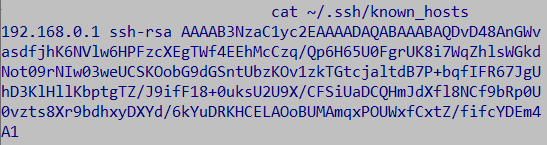 cat ~/.ssh/known_hosts
192.168.0.1 ssh-rsa AAAAB3NzaC1yc2EAAAADAQABAAABAQDvD48AnGWv
asdfjhK6NVlw6HPFzcXEgTWf4EEhMcCzq/Qp6H65U0FgrUK8i7WqZhlsWGkd
Not09rNIw03weUCSKOobG9dGSntUbzKOv1zkTGtcjaltdB7P+bqfIFR67JgU
hD3KlHllKbptgTZ/J9ifF18+0uksU2U9X/CFSiUaDCQHmJdXfl8NCf9bRp0U
0vzts8Xr9bdhxyDXYd/6kYuDRKHCELAOoBUMAmqxPOUWxfCxtZ/fifcYDEm4
A1